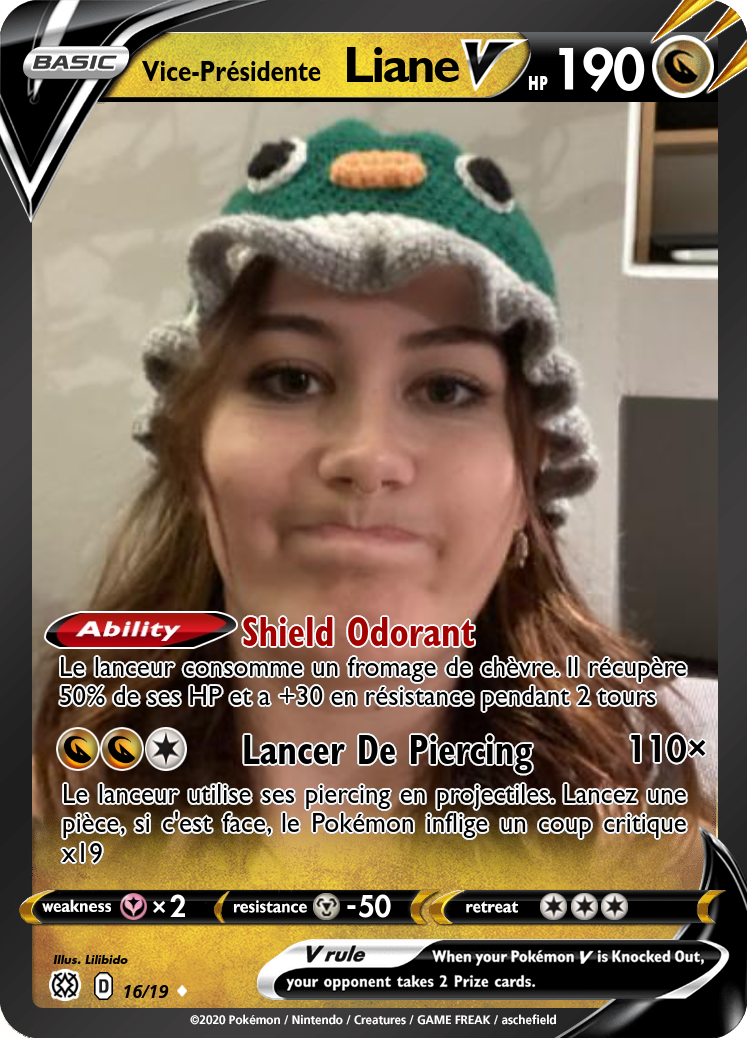 BASIC Vice-Présidente Liane V HP 190
Ability Shield Odorant
Le lanceur consomme un fromage de chèvre. Il récupère
50% de ses HP et a +30 en résistance pendant 2 tours
Lancer De Piercing 110×
Le lanceur utilise ses piercing en projectiles. Lancez une
pièce, si c'est face, le Pokémon inflige un coup critique
x19
weakness ×2 resistance -50 retreat
Illus. Lilibido
D 16/19
V rule When your Pokémon V is Knocked Out,
your opponent takes 2 Prize cards.
©2020 Pokémon / Nintendo / Creatures / GAME FREAK / aschefield